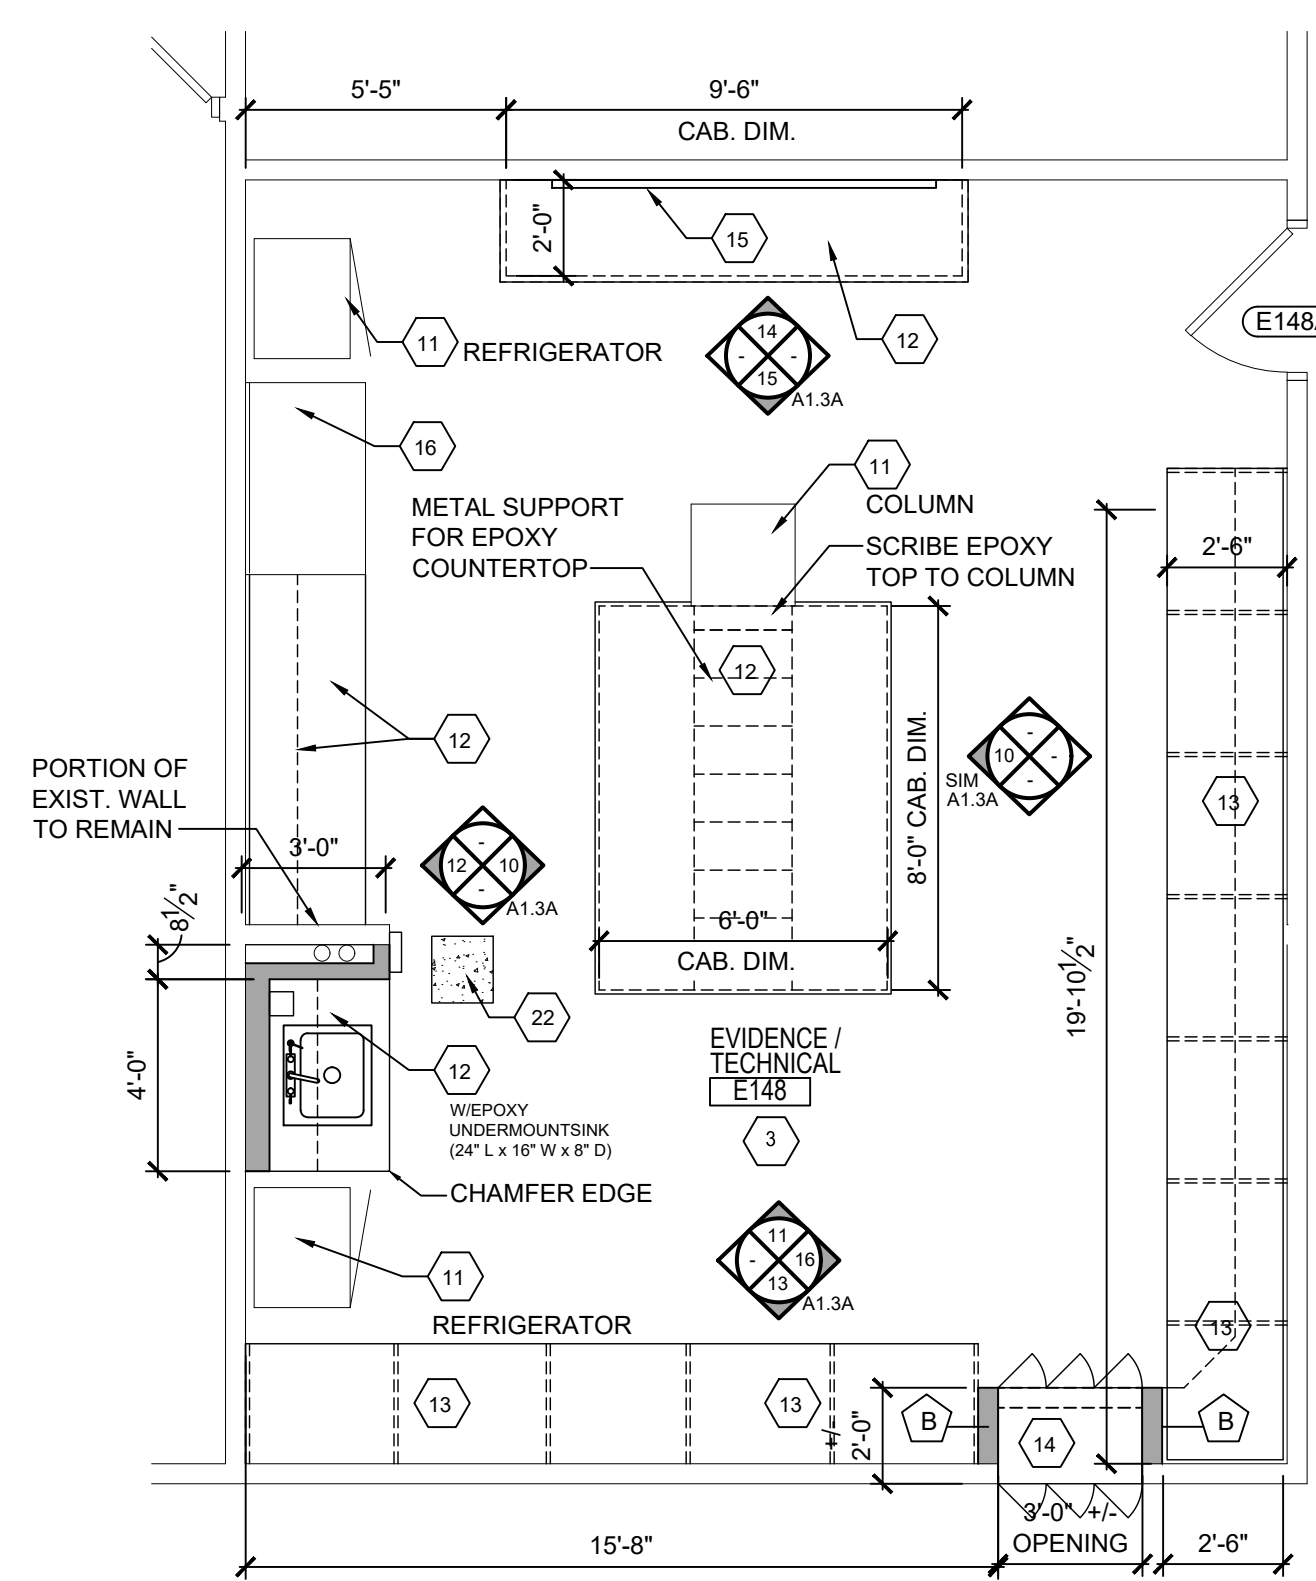 5'-5"
9'-6"
CAB. DIM.
2'-0"
15
12
11
REFRIGERATOR
14
-
-
15
A1.3A
E148
16
11
COLUMN
METAL SUPPORT
FOR EPOXY
COUNTERTOP
SCRIBE EPOXY
TOP TO COLUMN
2'-6"
12
12
8'-0" CAB. DIM.
-
10
-
-
SIM
A1.3A
13
PORTION OF
EXIST. WALL
TO REMAIN
3'-0"
8 1/2"
-
12
10
-
A1.3A
6'-0"
CAB. DIM.
19'-10 1/2"
22
4'-0"
12
W/EPOXY
UNDERMOUNTSINK
(24" L x 16" W x 8" D)
EVIDENCE /
TECHNICAL
E148
3
CHAMFER EDGE
11
-
16
13
A1.3A
11
REFRIGERATOR
13
13
13
+/-
2'-0"
B
14
B
15'-8"
3'-0" +/-
OPENING
2'-6"